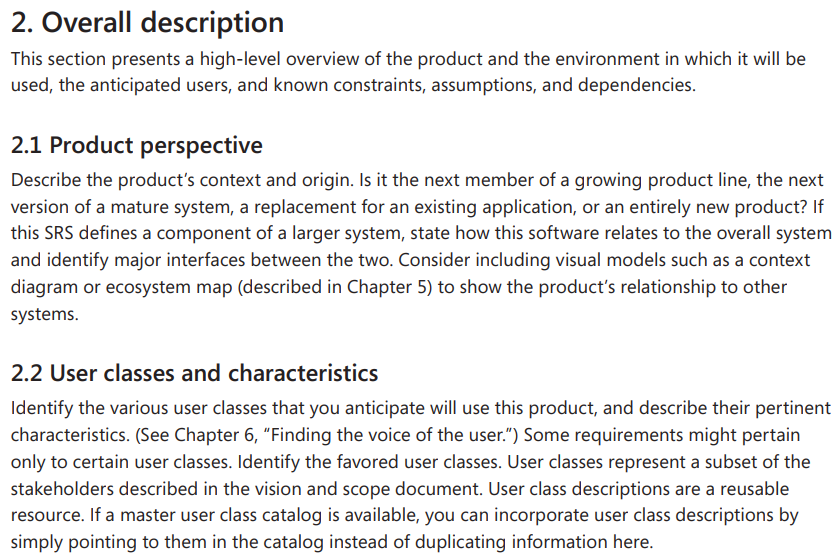 2. Overall description
This section presents a high-level overview of the product and the environment in which it will be
used, the anticipated users, and known constraints, assumptions, and dependencies.
2.1 Product perspective
Describe the product’s context and origin. Is it the next member of a growing product line, the next
version of a mature system, a replacement for an existing application, or an entirely new product? If
this SRS defines a component of a larger system, state how this software relates to the overall system
and identify major interfaces between the two. Consider including visual models such as a context
diagram or ecosystem map (described in Chapter 5) to show the product’s relationship to other
systems.
2.2 User classes and characteristics
Identify the various user classes that you anticipate will use this product, and describe their pertinent
characteristics. (See Chapter 6, “Finding the voice of the user.”) Some requirements might pertain
only to certain user classes. Identify the favored user classes. User classes represent a subset of the
stakeholders described in the vision and scope document. User class descriptions are a reusable
resource. If a master user class catalog is available, you can incorporate user class descriptions by
simply pointing to them in the catalog instead of duplicating information here.